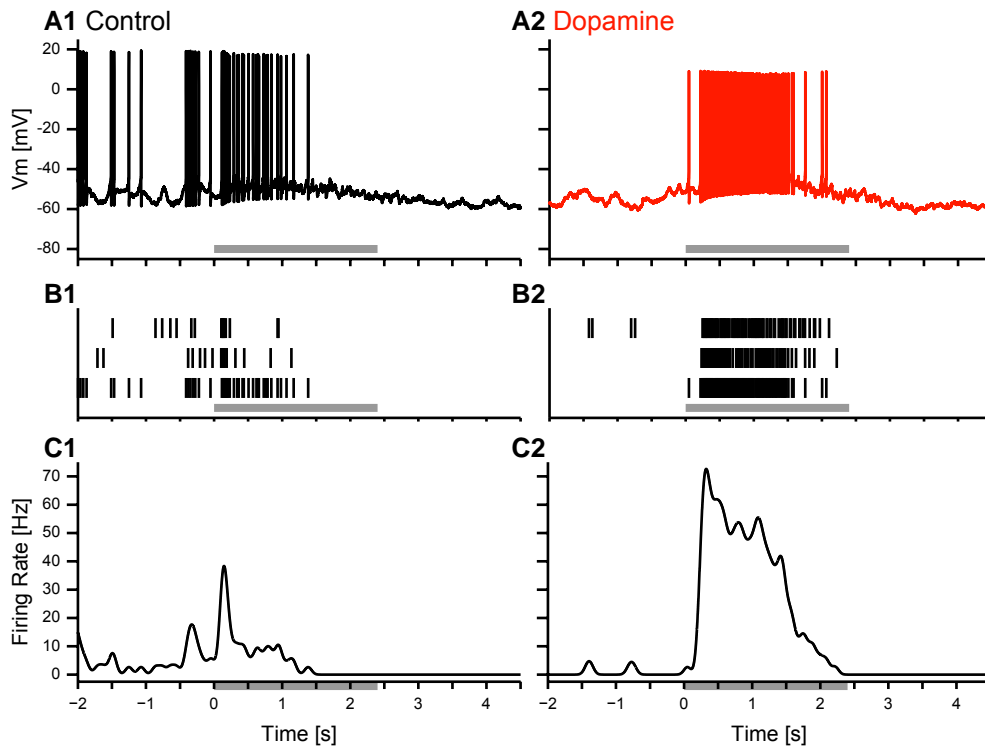 A1 Control
A2 Dopamine
Vm [mV]
20
0
-20
-40
-60
-80
B1
B2
C1
C2
Firing Rate [Hz]
70
60
50
40
30
20
10
0
−2 −1 0 1 2 3 4
−2 −1 0 1 2 3 4
Time [s]
Time [s]